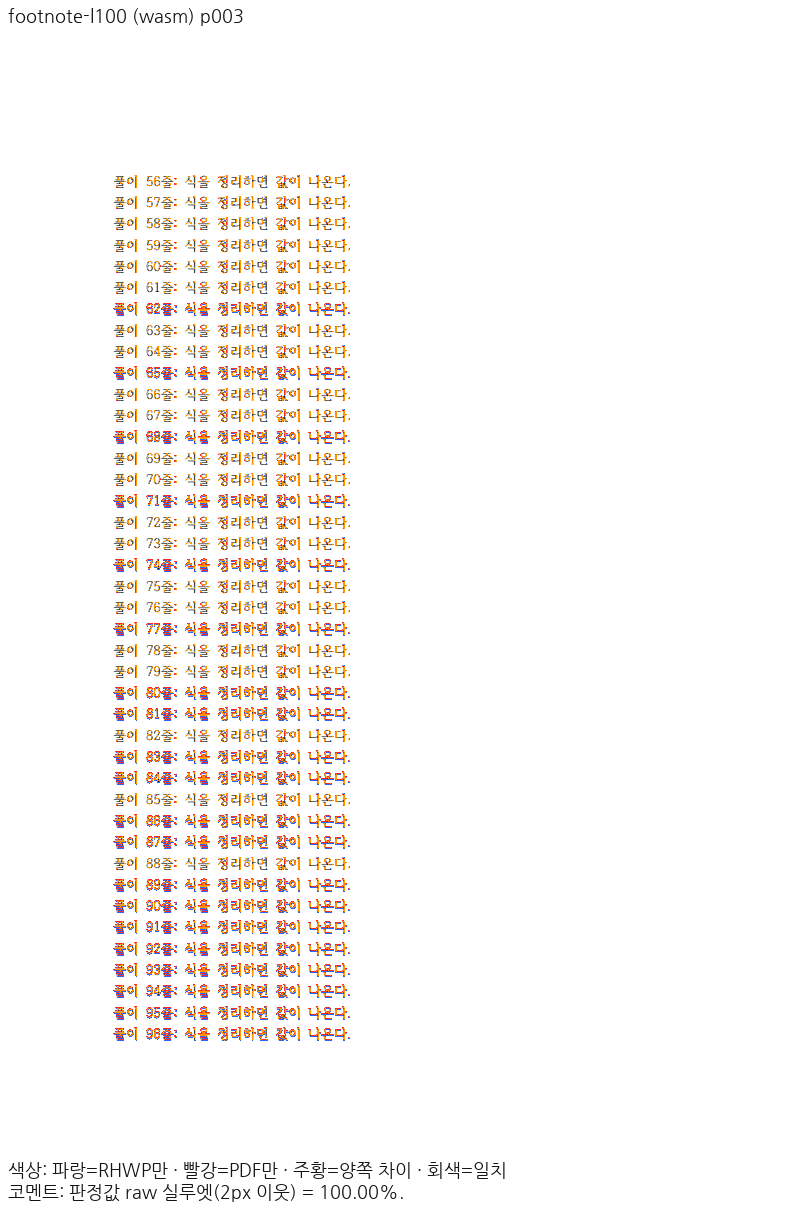 footnote-l100 (wasm) p003
풀이 56줄: 식을 정리하면 값이 나온다.
풀이 57줄: 식을 정리하면 값이 나온다.
풀이 58줄: 식을 정리하면 값이 나온다.
풀이 59줄: 식을 정리하면 값이 나온다.
풀이 60줄: 식을 정리하면 값이 나온다.
풀이 61줄: 식을 정리하면 값이 나온다.
풀이 62줄: 식을 정리하면 값이 나온다.
풀이 63줄: 식을 정리하면 값이 나온다.
풀이 64줄: 식을 정리하면 값이 나온다.
풀이 65줄: 식을 정리하면 값이 나온다.
풀이 66줄: 식을 정리하면 값이 나온다.
풀이 67줄: 식을 정리하면 값이 나온다.
풀이 68줄: 식을 정리하면 값이 나온다.
풀이 69줄: 식을 정리하면 값이 나온다.
풀이 70줄: 식을 정리하면 값이 나온다.
풀이 71줄: 식을 정리하면 값이 나온다.
풀이 72줄: 식을 정리하면 값이 나온다.
풀이 73줄: 식을 정리하면 값이 나온다.
풀이 74줄: 식을 정리하면 값이 나온다.
풀이 75줄: 식을 정리하면 값이 나온다.
풀이 76줄: 식을 정리하면 값이 나온다.
풀이 77줄: 식을 정리하면 값이 나온다.
풀이 78줄: 식을 정리하면 값이 나온다.
풀이 79줄: 식을 정리하면 값이 나온다.
풀이 80줄: 식을 정리하면 값이 나온다.
풀이 81줄: 식을 정리하면 값이 나온다.
풀이 82줄: 식을 정리하면 값이 나온다.
풀이 83줄: 식을 정리하면 값이 나온다.
풀이 84줄: 식을 정리하면 값이 나온다.
풀이 85줄: 식을 정리하면 값이 나온다.
풀이 86줄: 식을 정리하면 값이 나온다.
풀이 87줄: 식을 정리하면 값이 나온다.
풀이 88줄: 식을 정리하면 값이 나온다.
풀이 89줄: 식을 정리하면 값이 나온다.
풀이 90줄: 식을 정리하면 값이 나온다.
풀이 91줄: 식을 정리하면 값이 나온다.
풀이 92줄: 식을 정리하면 값이 나온다.
풀이 93줄: 식을 정리하면 값이 나온다.
풀이 94줄: 식을 정리하면 값이 나온다.
풀이 95줄: 식을 정리하면 값이 나온다.
풀이 96줄: 식을 정리하면 값이 나온다.
색상: 파랑=RHWP만 · 빨강=PDF만 · 주황=양쪽 차이 · 회색=일치
코멘트: 판정값 raw 실루엣(2px 이웃) = 100.00%.